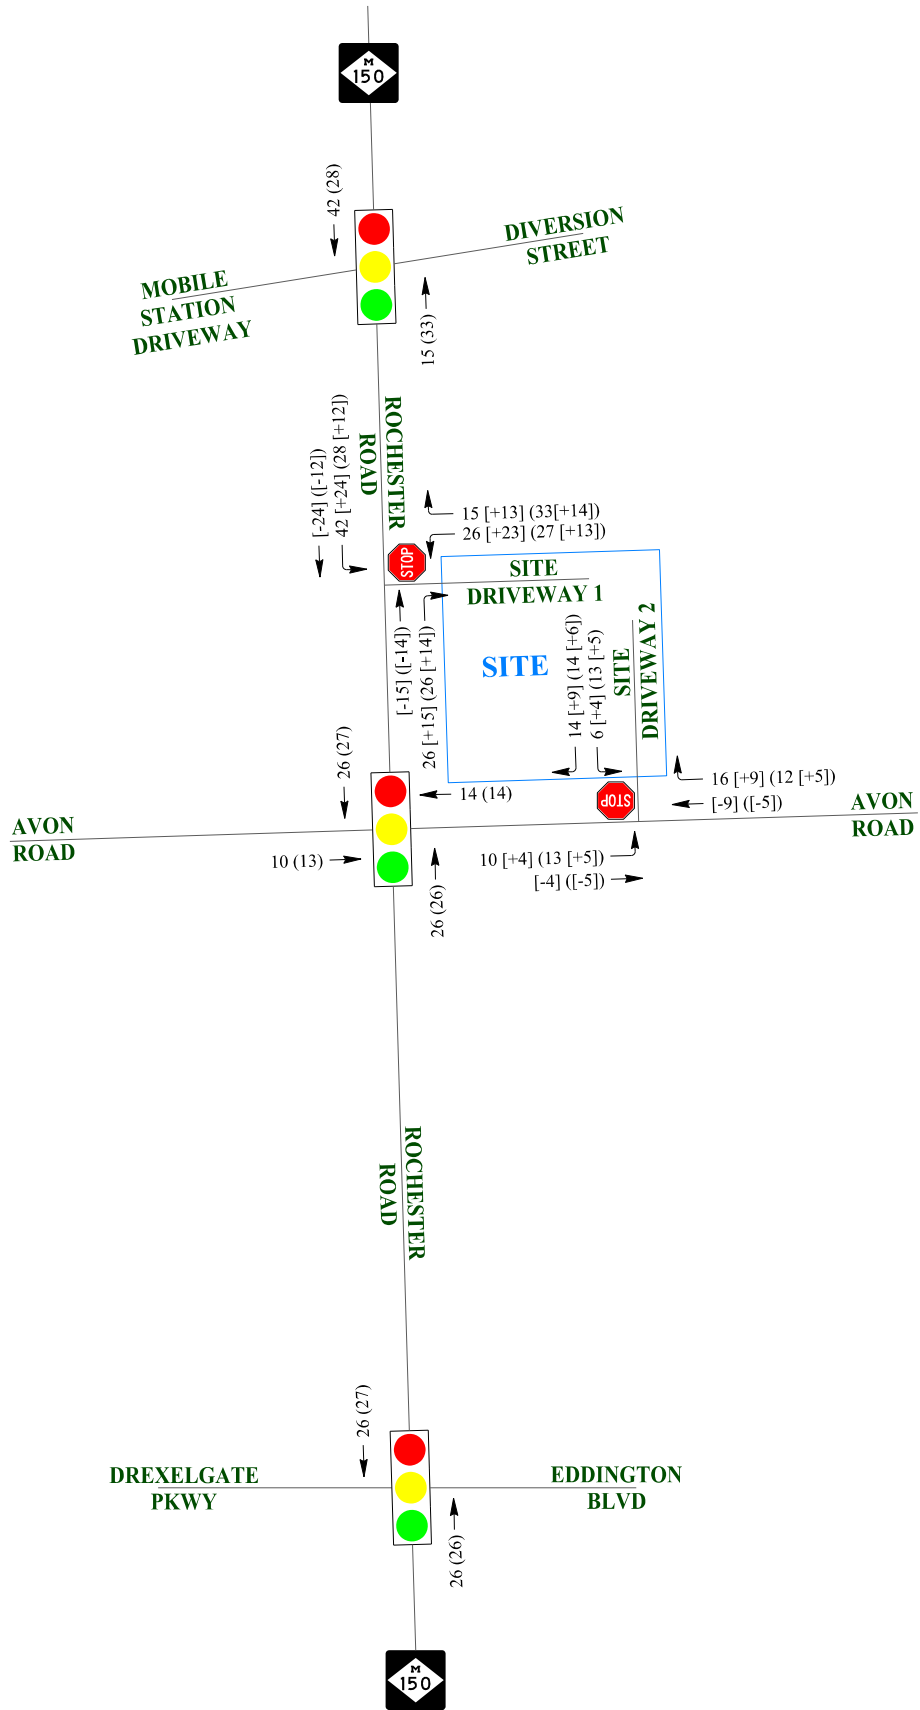 M
150
42 (28)
DIVERSION
STREET
MOBILE
STATION
DRIVEWAY
15 (33)
ROCHESTER
ROAD
[-24] ([-12])
42 [+24] (28 [+12])
15 [+13] (33[+14])
26 [+23] (27 [+13])
STOP
SITE
DRIVEWAY 1
[-15] ([-14])
26 [+15] (26 [+14])
SITE
14 [+9] (14 [+6])
6 [+4] (13 [+5)
SITE
DRIVEWAY 2
26 (27)
14 (14)
16 [+9] (12 [+5])
[-9] ([-5])
STOP
AVON
ROAD
AVON
ROAD
10 (13)
26 (26)
10 [+4] (13 [+5])
[-4] ([-5])
ROCHESTER
ROAD
26 (27)
DREXELGATE
PKWY
EDDINGTON
BLVD
26 (26)
M
150